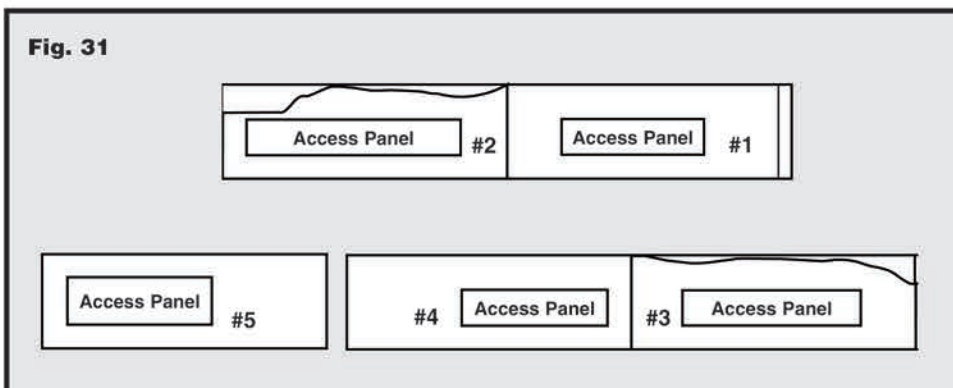 Fig. 31
Access Panel #2 Access Panel #1
Access Panel #5 #4 Access Panel #3 Access Panel